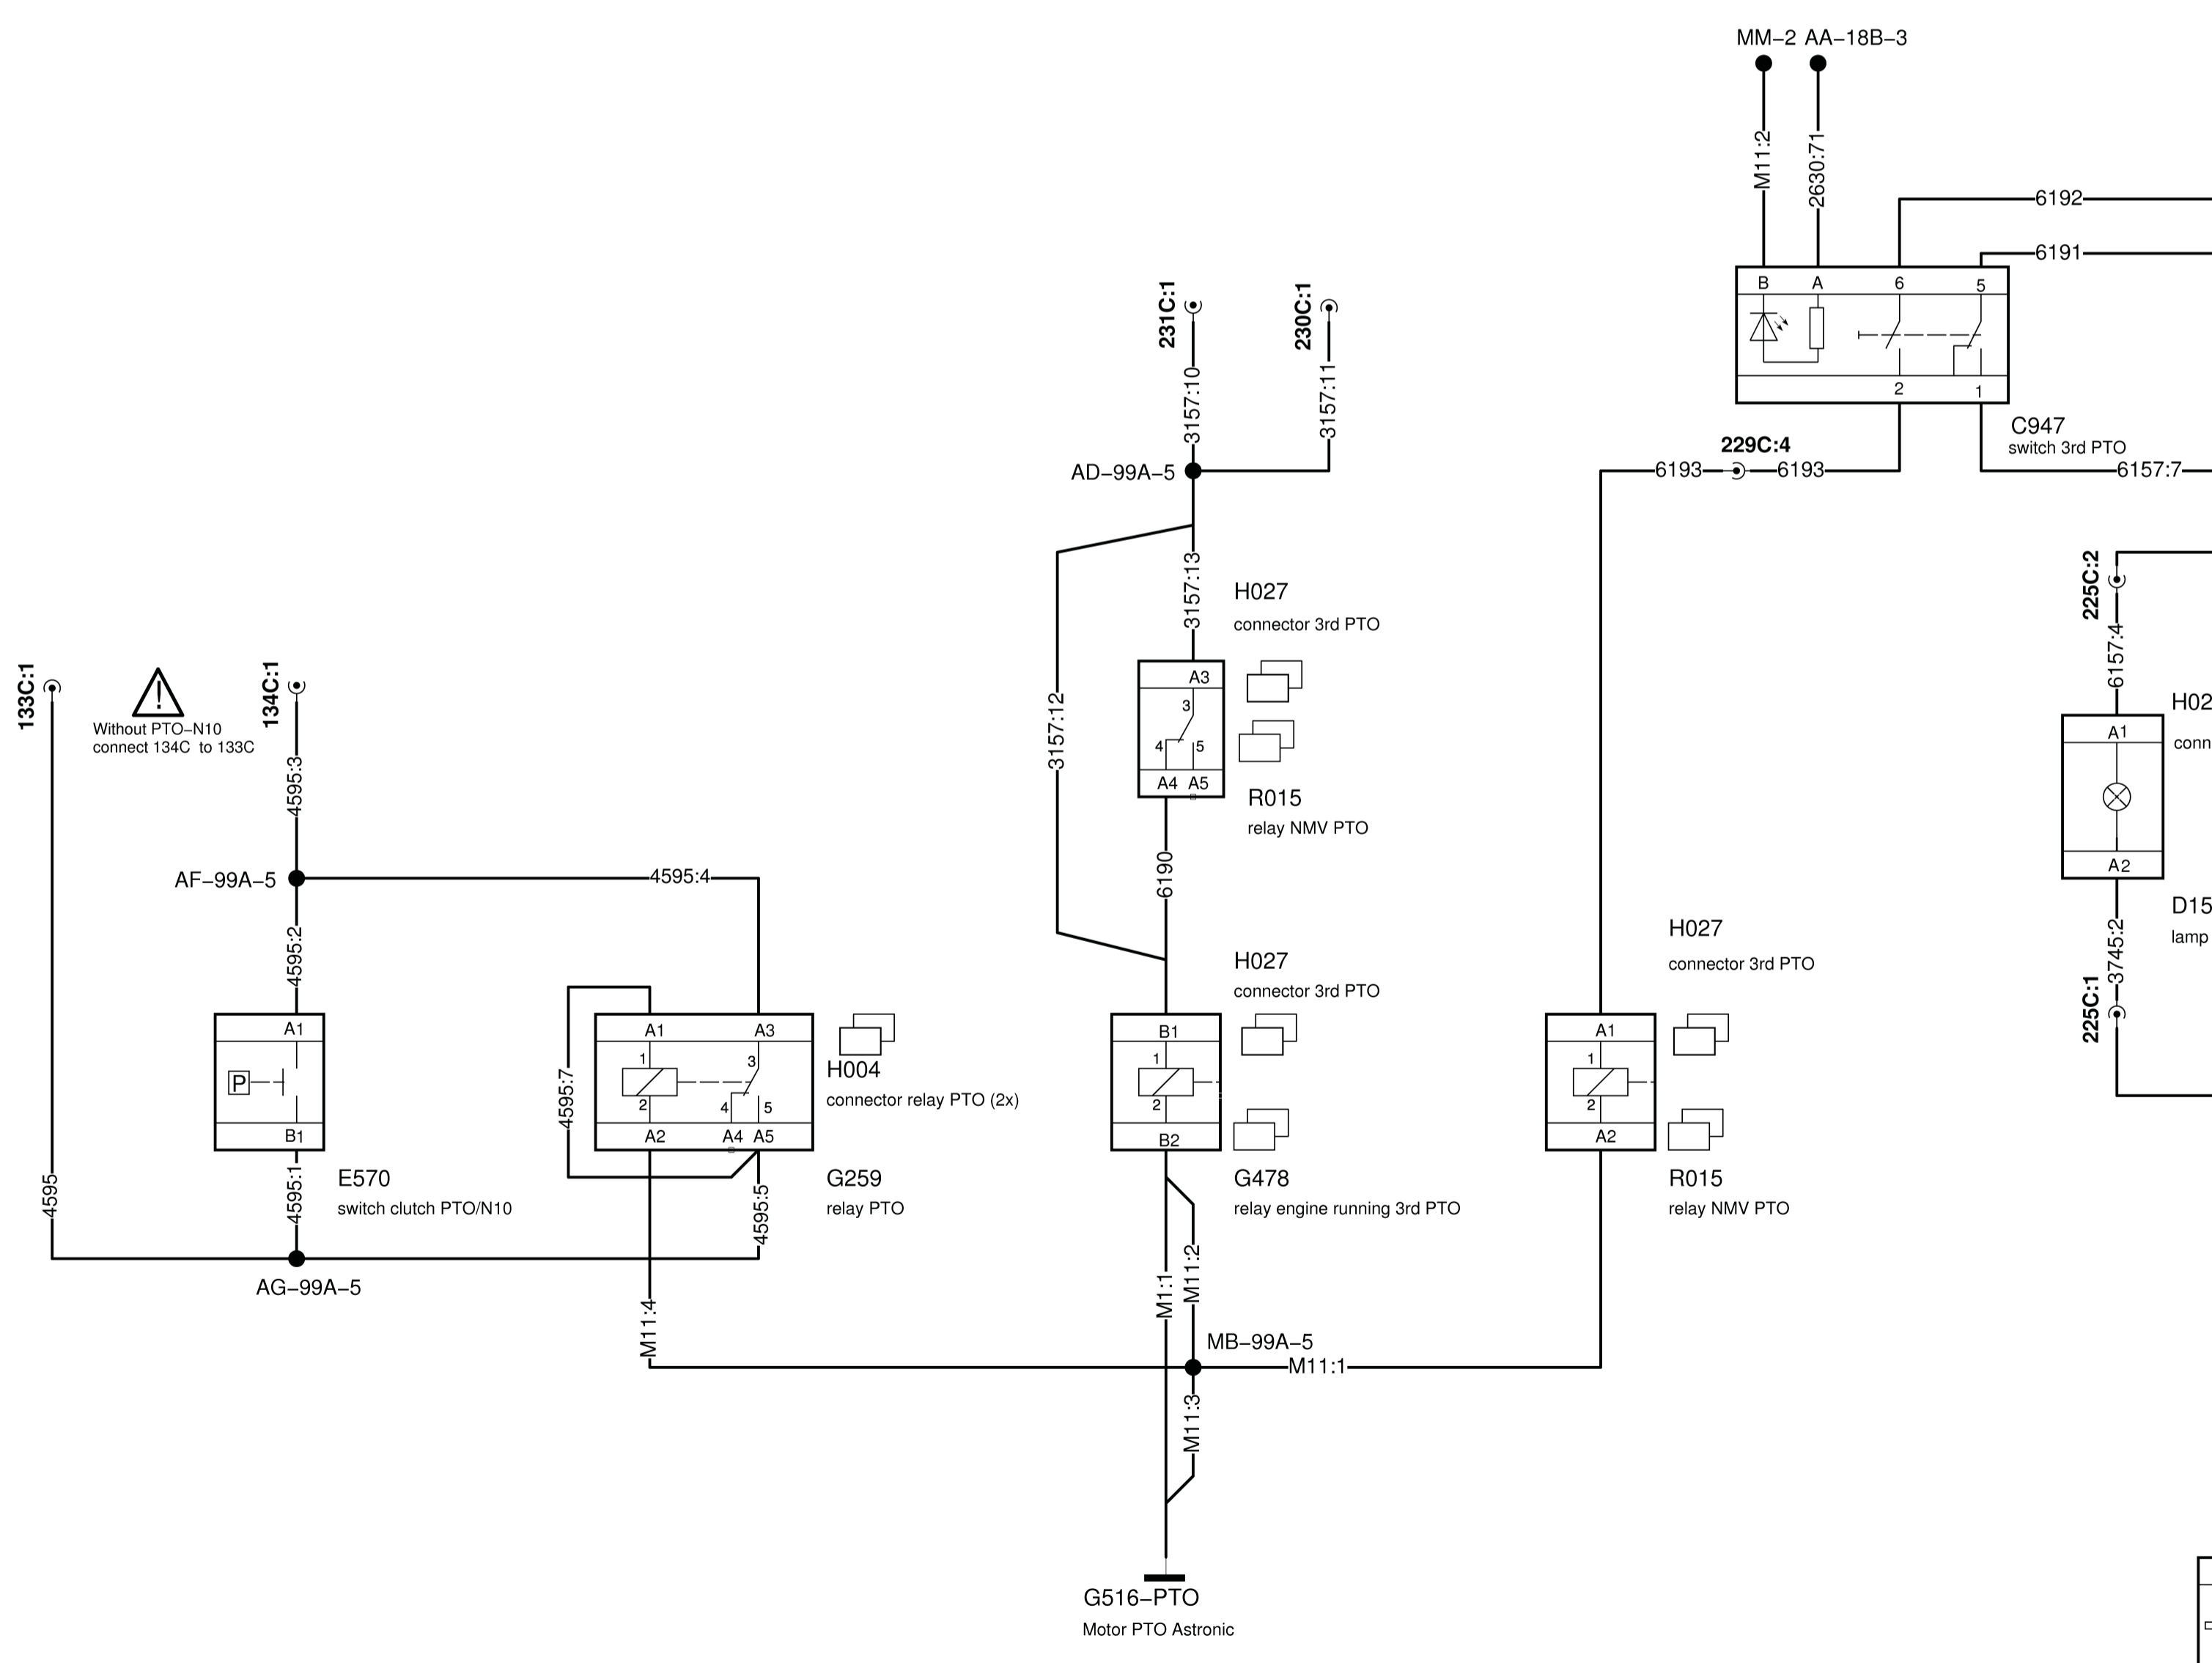 MM–2 AA–18B–3
M11:2
2630:71
6192
6191
B A 6 5
2 1
C947
switch 3rd PTO
229C:4
6193 6193
6157:7
231C:1
230C:1
3157:10
3157:11
AD–99A–5
3157:13
3157:12
H027
connector 3rd PTO
A3
3
4 5
A4 A5
R015
relay NMV PTO
6190
225C:2
6157:4
H02
conn
A1
A2
D15
lamp
3745:2
225C:1
133C:1
!
Without PTO–N10
connect 134C to 133C
134C:1
4595:3
AF–99A–5
4595:4
4595:2
4595
A1
P
B1
E570
switch clutch PTO/N10
4595:1
AG–99A–5
4595:7
A1 A3
1 3
2 4 5
A2 A4 A5
H004
connector relay PTO (2x)
G259
relay PTO
4595:5
M11:4
H027
connector 3rd PTO
B1
1
2
B2
G478
relay engine running 3rd PTO
M1:1
M11:2
MB–99A–5
M11:1
M11:3
H027
connector 3rd PTO
A1
1
2
A2
R015
relay NMV PTO
G516–PTO
Motor PTO Astronic